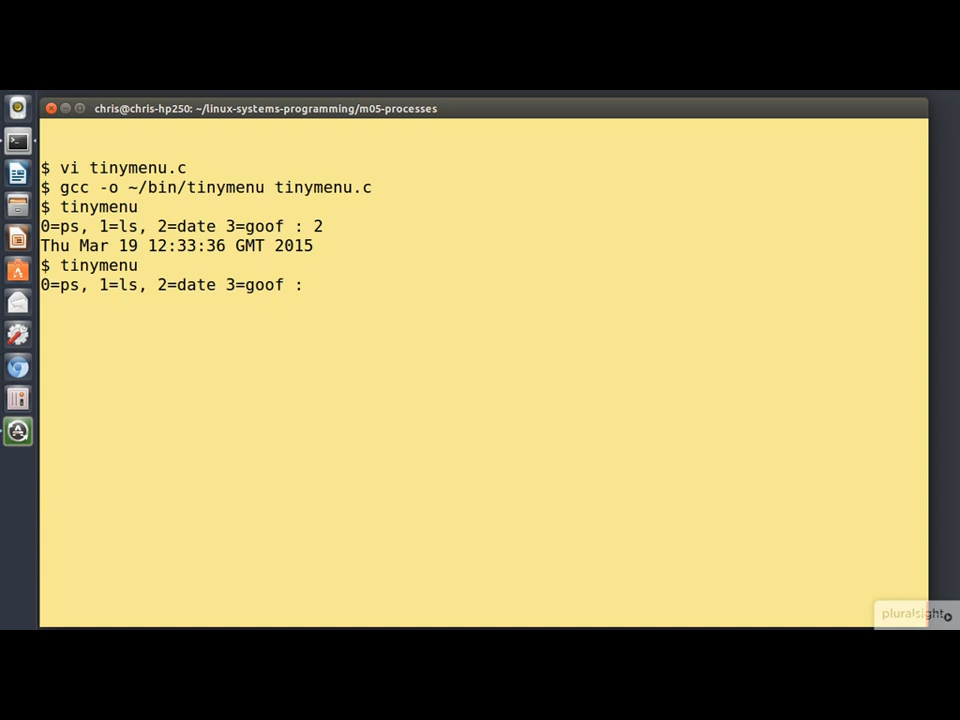 chris@chris-hp250: ~/linux-systems-programming/m05-processes
$ vi tinymenu.c
$ gcc -o ~/bin/tinymenu tinymenu.c
$ tinymenu
0=ps, 1=ls, 2=date 3=goof : 2
Thu Mar 19 12:33:36 GMT 2015
$ tinymenu
0=ps, 1=ls, 2=date 3=goof :
pluralsight